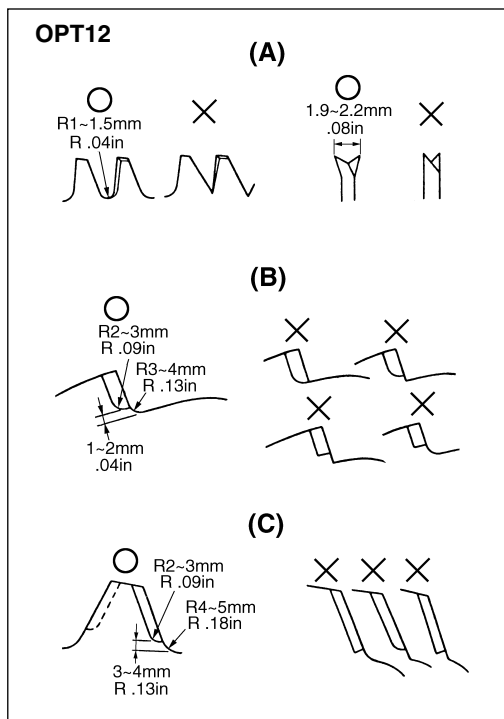 OPT12
(A)
R1~1.5mm
R .04in
1.9~2.2mm
.08in
(B)
R2~3mm
R .09in
R3~4mm
R .13in
1~2mm
.04in
(C)
R2~3mm
R .09in
R4~5mm
R .18in
3~4mm
R .13in